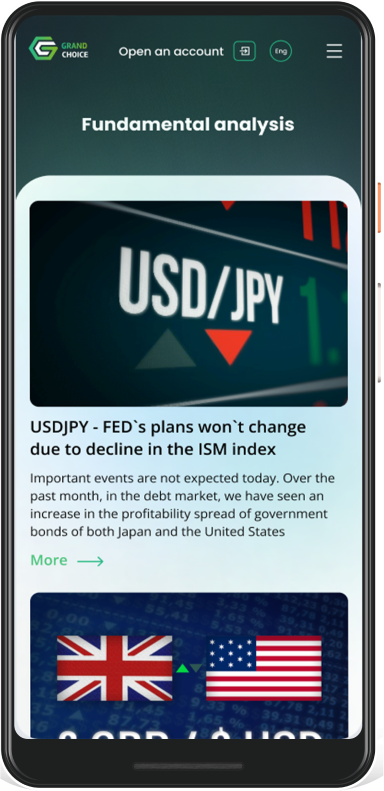 GRAND
CHOICE
Open an account
Eng
Fundamental analysis
USD/JPY
USDJPY - FED`s plans won`t change
due to decline in the ISM index
Important events are not expected today. Over the
past month, in the debt market, we have seen an
increase in the profitability spread of government
bonds of both Japan and the United States
More
GBP / $ USD